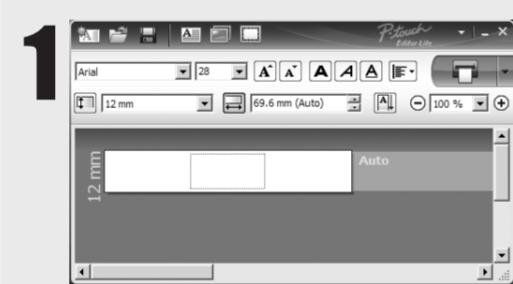 1
P-touch
Editor Lite
Arial
28
A A A A A
12 mm
69.6 mm (Auto)
A
100 %
12 mm
Auto